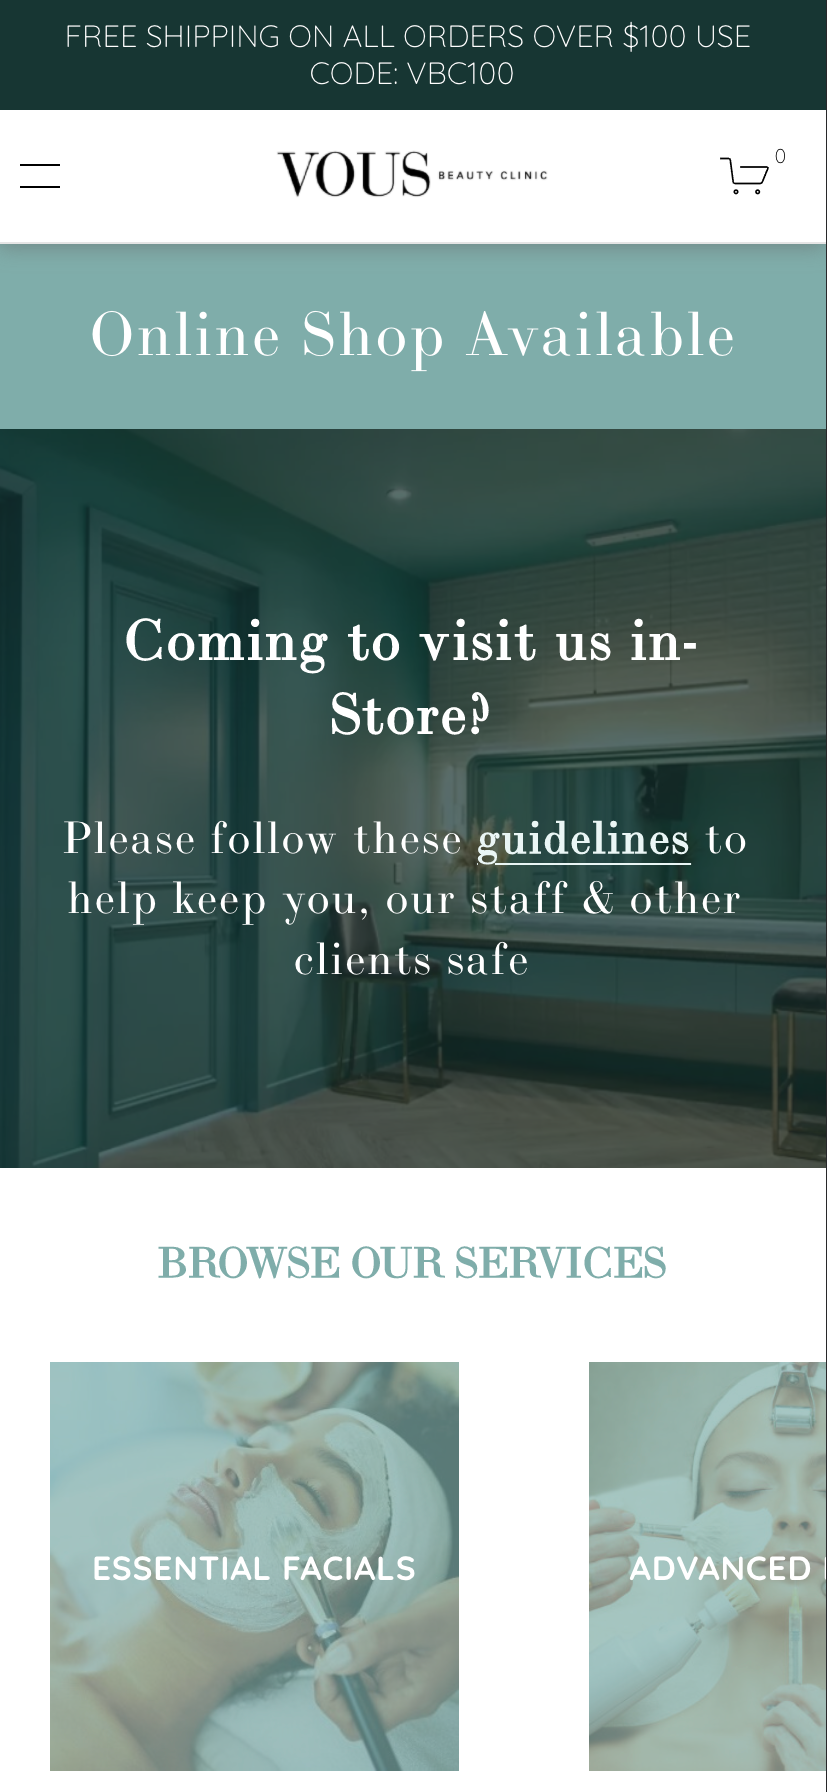 FREE SHIPPING ON ALL ORDERS OVER $100 USE
CODE: VBC100
VOUS BEAUTY CLINIC
0
Online Shop Available
Coming to visit us in-
Store?
Please follow these guidelines to
help keep you, our staff & other
clients safe
BROWSE OUR SERVICES
ESSENTIAL FACIALS
ADVANCED